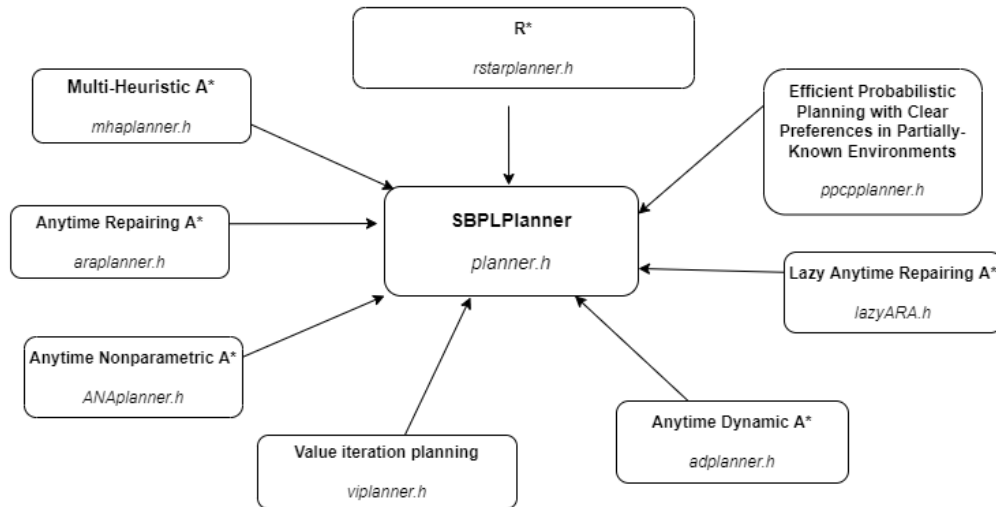 R*
rstarplanner.h
Multi-Heuristic A*
mhaplanner.h
Efficient Probabilistic
Planning with Clear
Preferences in Partially-
Known Environments
ppcpplanner.h
SBPLPlanner
planner.h
Anytime Repairing A*
araplanner.h
Lazy Anytime Repairing A*
lazyARA.h
Anytime Nonparametric A*
ANAplanner.h
Anytime Dynamic A*
adplanner.h
Value iteration planning
viplanner.h